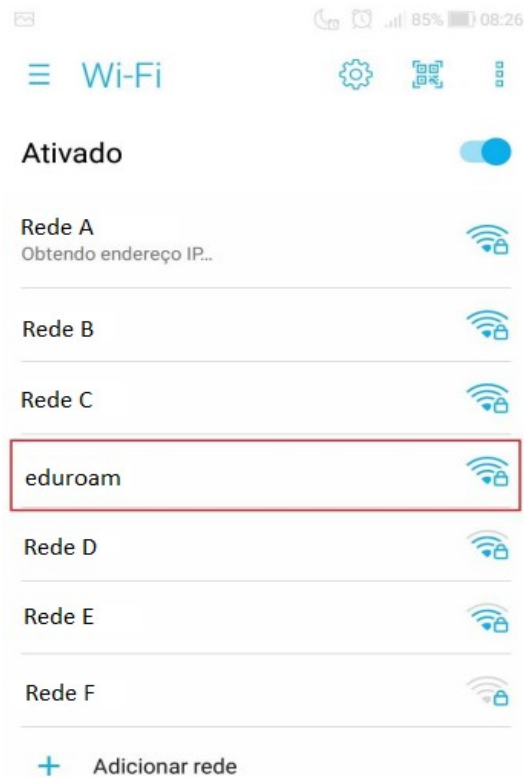 85% 08:26
Wi-Fi
Ativado
Rede A
Obtendo endereço IP...
Rede B
Rede C
eduroam
Rede D
Rede E
Rede F
+ Adicionar rede